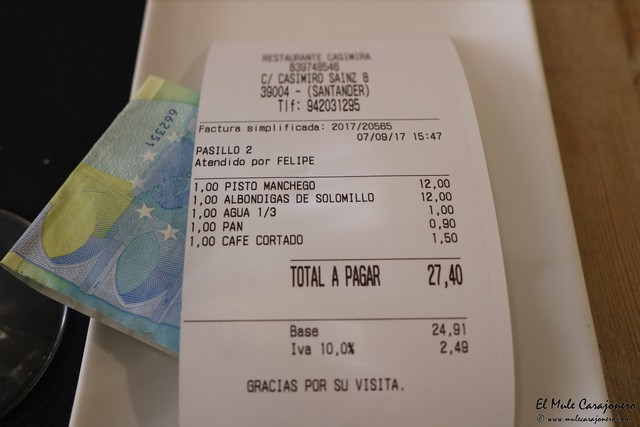 RESTAURANTE CASIMIRA
B39748546
C/ CASIMIRO SAINZ 8
39004 - (SANTANDER)
Tlf: 942031295
Factura simplificada: 2017/20565
07/09/17 15:47
PASILLO 2
Atendido por FELIPE
1,00 PISTO MANCHEGO 12,00
1,00 ALBONDIGAS DE SOLOMILLO 12,00
1,00 AGUA 1/3 1,00
1,00 PAN 0,90
1,00 CAFE CORTADO 1,50
TOTAL A PAGAR 27,40
Base 24,91
Iva 10,0% 2,49
GRACIAS POR SU VISITA.
662351
El Mule Carajonero
© www.mulecarajonero.com